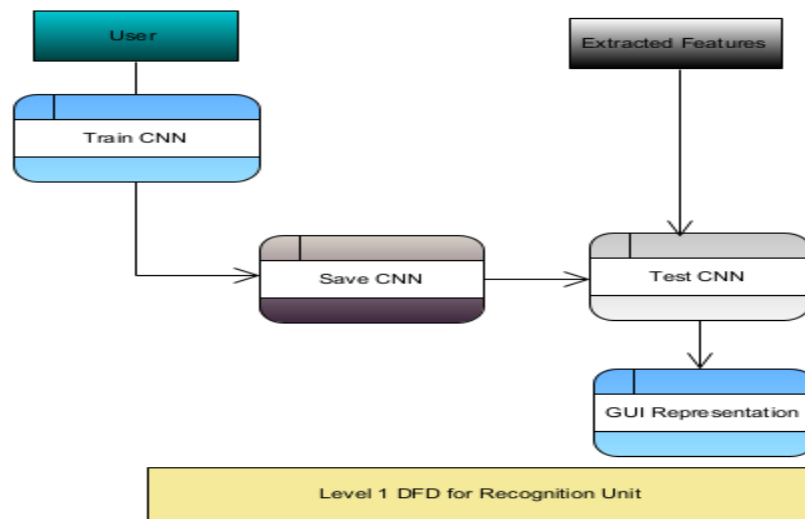 User
Extracted Features
Train CNN
Save CNN
Test CNN
GUI Representation
Level 1 DFD for Recognition Unit